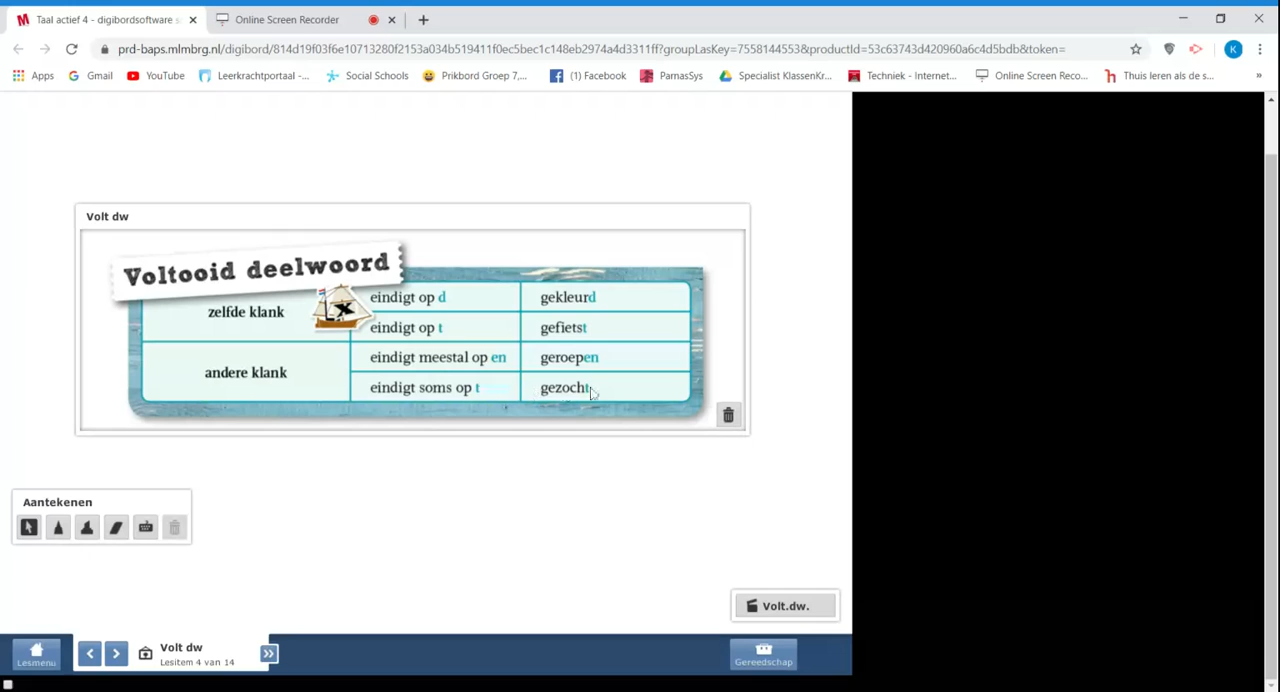 Taal actief 4 - digibordsoftware s
Online Screen Recorder
prd-baps.mlmbrg.nl/digibord/814d19f03f6e10713280f2153a034b519411f0ec5bec1c148eb2974a4d3311ff?groupLasKey=7558144553&productId=53c63743d420960a6c4d5bdb&token=
K
Apps
Gmail
YouTube
Leerkrachtportaal -...
Social Schools
Prikbord Groep 7,...
(1) Facebook
ParnasSys
Specialist KlassenKr...
Techniek - Internet...
Online Screen Reco...
Thuis leren als de s...
»
Volt dw
Voltooid deelwoord
zelfde klank
eindigt op d
gekleurd
eindigt op t
gefietst
andere klank
eindigt meestal op en
geroepen
eindigt soms op t
gezocht
Aantekenen
Volt.dw.
Lesmenu
Volt dw
Lesitem 4 van 14
Gereedschap